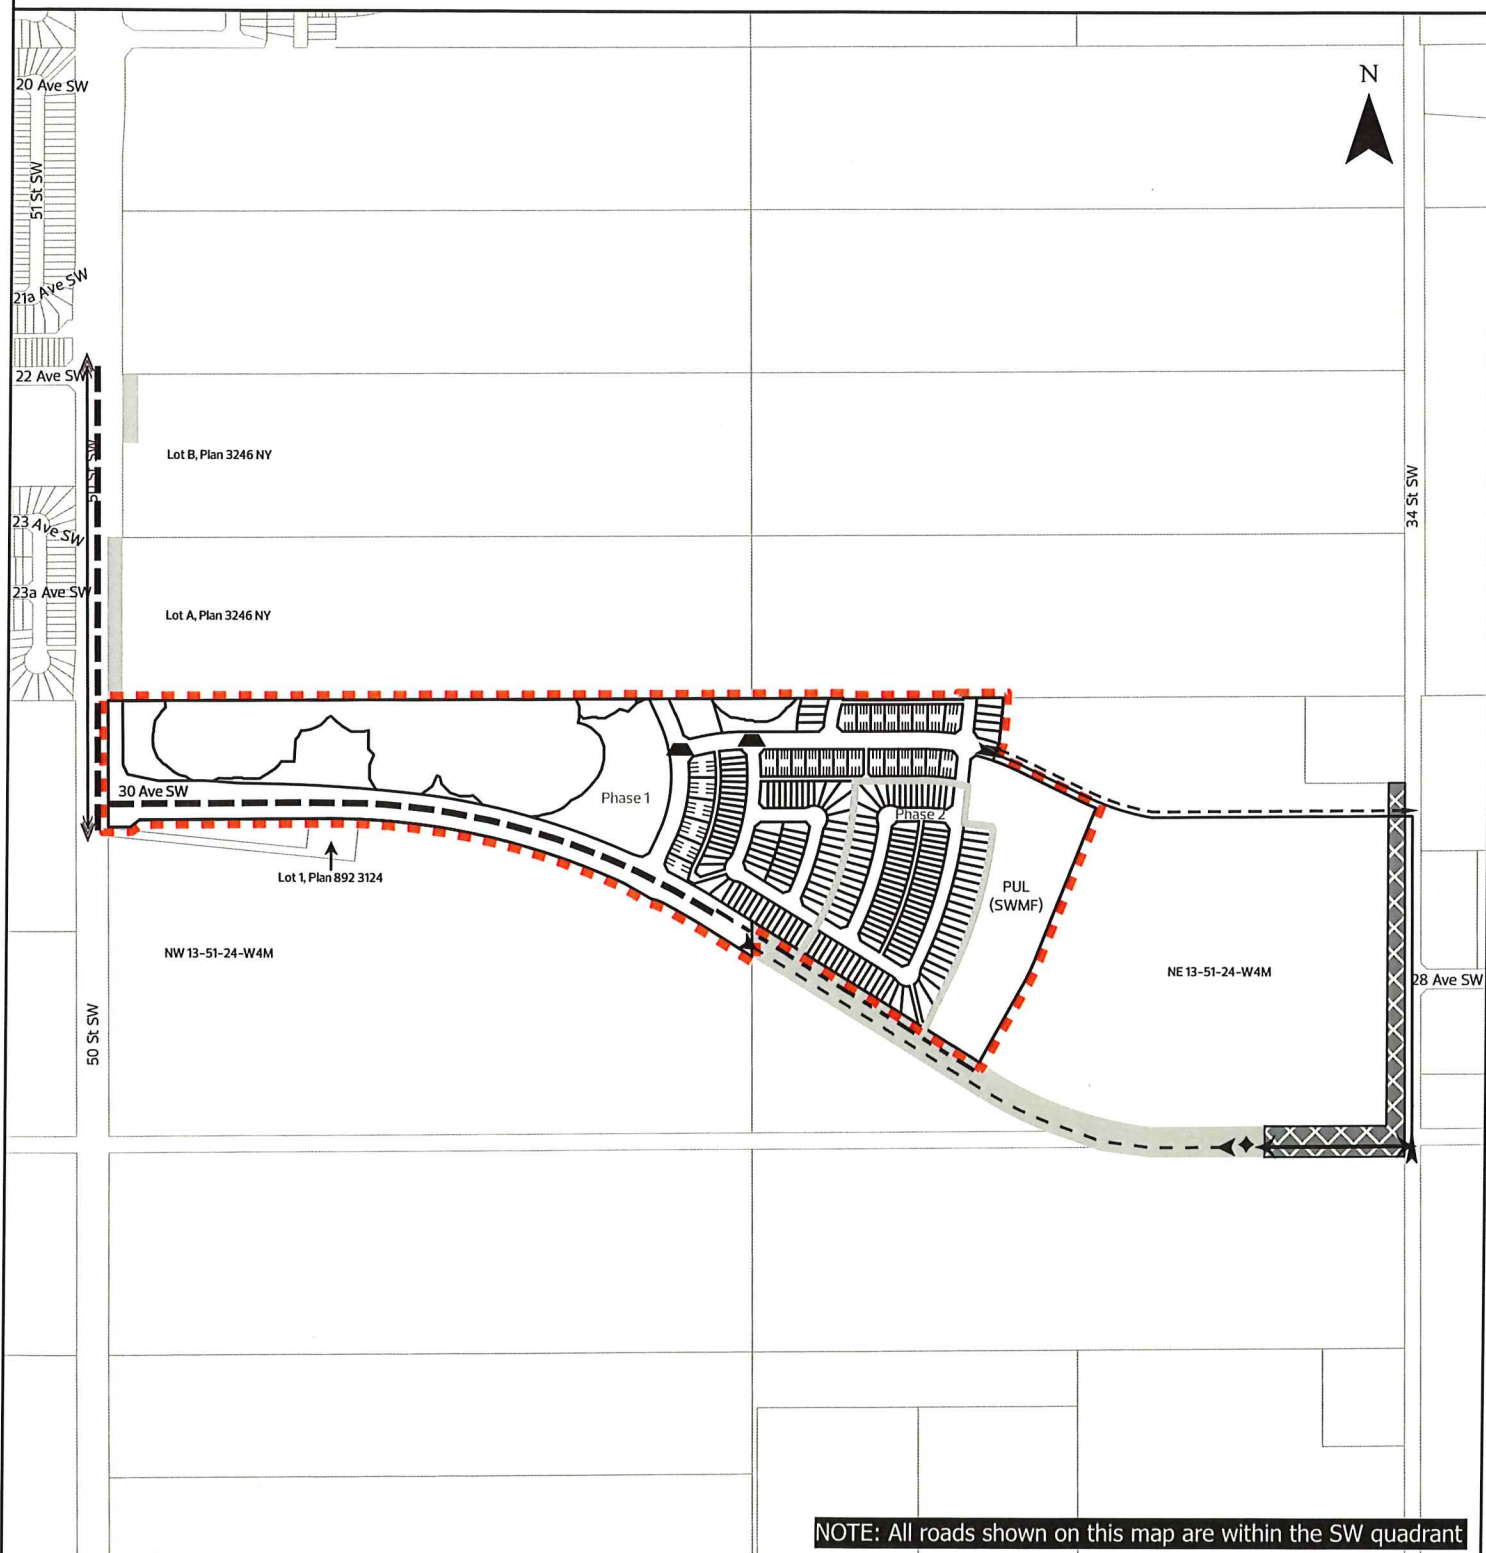 N
20 Ave SW
51 St SW
21a Ave SW
22 Ave SW
50 St SW
Lot B, Plan 3246 NY
34 St SW
23 Ave SW
23a Ave SW
Lot A, Plan 3246 NY
30 Ave SW
Phase 1
Phase 2
Lot 1, Plan 892 3124
PUL
(SWMF)
NW 13-51-24-W4M
NE 13-51-24-W4M
28 Ave SW
50 St SW
NOTE: All roads shown on this map are within the SW quadrant